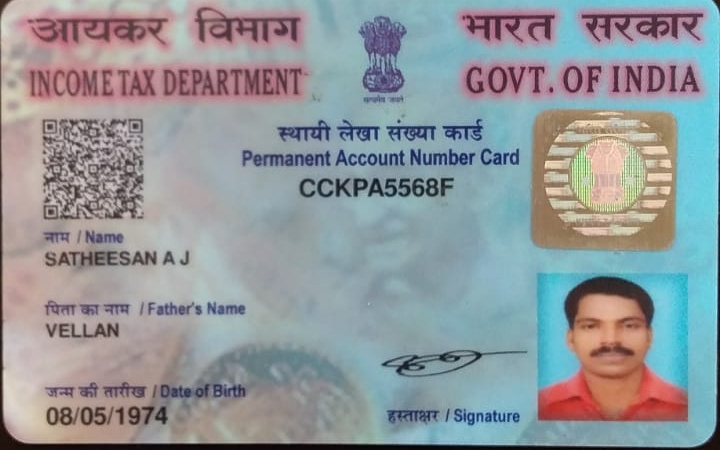 आयकर विभाग
INCOME TAX DEPARTMENT
सत्यमेव जयते
भारत सरकार
GOVT. OF INDIA
स्थायी लेखा संख्या कार्ड
Permanent Account Number Card
CCKPA5568F
नाम / Name
SATHEESAN A J
पिता का नाम / Father's Name
VELLAN
जन्म की तारीख / Date of Birth
08/05/1974
हस्ताक्षर / Signature